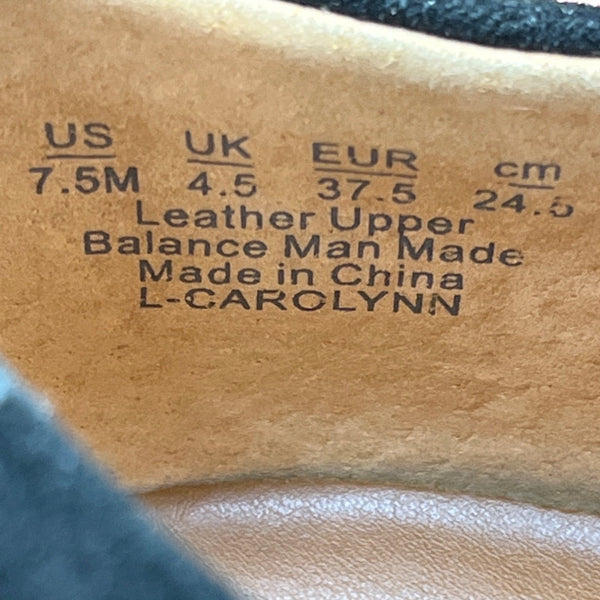 US UK EUR cm
7.5M 4.5 37.5 24.5
Leather Upper
Balance Man Made
Made in China
L-CAROLYNN